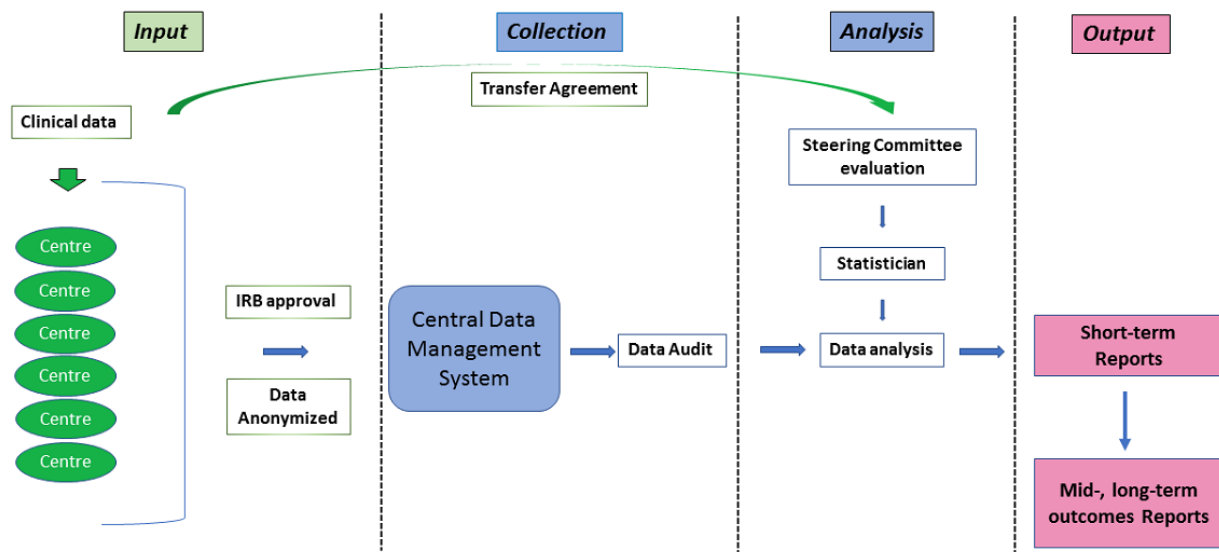 Input
Collection
Analysis
Output
Transfer Agreement
Clinical data
Steering Committee
evaluation
Centre
Centre
Centre
Centre
Centre
Centre
IRB approval
Data
Anonymized
Central Data
Management
System
Data Audit
Statistician
Data analysis
Short-term
Reports
Mid-, long-term
outcomes Reports